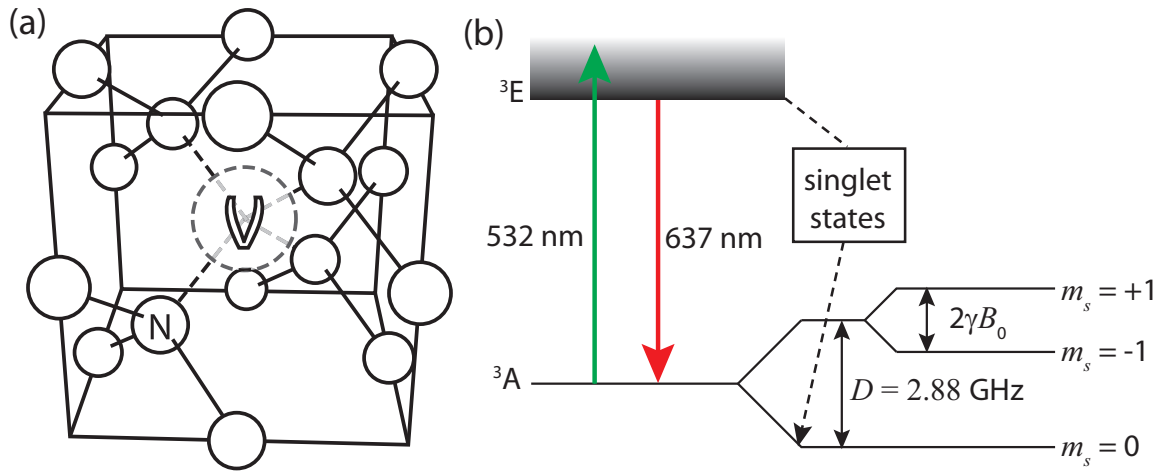 (a)
V
N
(b)
³E
532 nm
637 nm
singlet
states
³A
2γB₀
D = 2.88 GHz
mₛ = +1
mₛ = -1
mₛ = 0